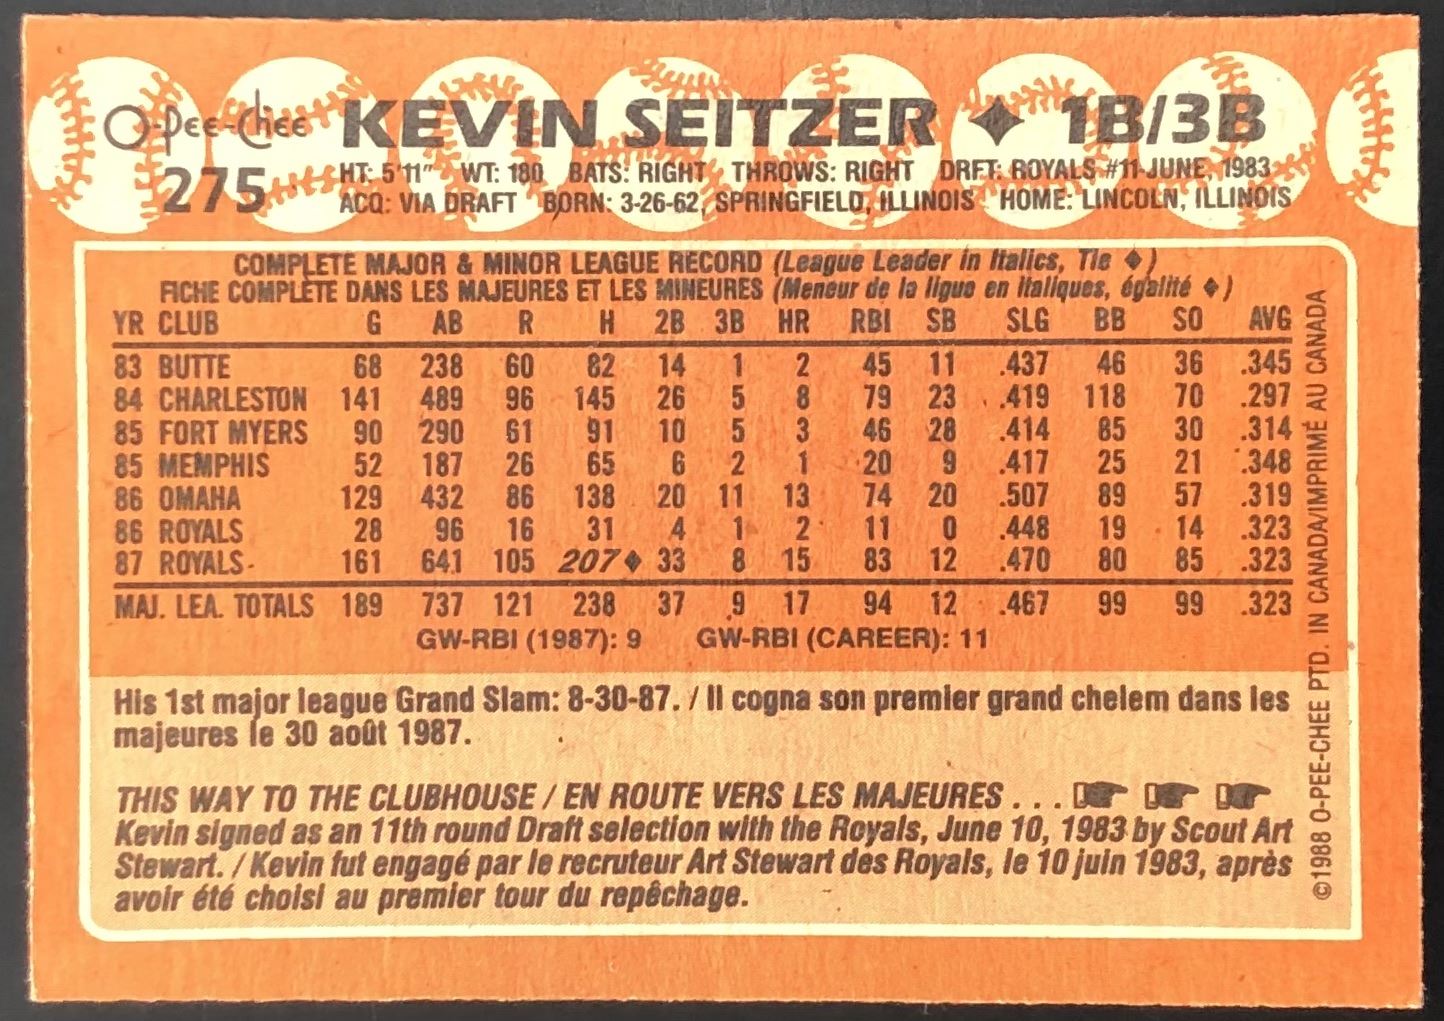 O-Pee-Chee KEVIN SEITZER ♦ 1B/3B
275 HT: 5'11" WT: 180 BATS: RIGHT THROWS: RIGHT DRFT: ROYALS #11-JUNE, 1983
ACQ: VIA DRAFT BORN: 3-26-62, SPRINGFIELD, ILLINOIS HOME: LINCOLN, ILLINOIS
COMPLETE MAJOR & MINOR LEAGUE RECORD (League Leader in Italics, Tie ♦)
FICHE COMPLÈTE DANS LES MAJEURES ET LES MINEURES (Meneur de la ligue en Italiques, égalité ♦)
YR CLUB G AB R H 2B 3B HR RBI SB SLG BB SO AVG
83 BUTTE 68 238 60 82 14 1 2 45 11 .437 46 36 .345
84 CHARLESTON 141 489 96 145 26 5 8 79 23 .419 118 70 .297
85 FORT MYERS 90 290 61 91 10 5 3 46 28 .414 85 30 .314
85 MEMPHIS 52 187 26 65 6 2 1 20 9 .417 25 21 .348
86 OMAHA 129 432 86 138 20 11 13 74 20 .507 89 57 .319
86 ROYALS 28 96 16 31 4 1 2 11 0 .448 19 14 .323
87 ROYALS 161 641 105 207♦ 33 8 15 83 12 .470 80 85 .323
MAJ. LEA. TOTALS 189 737 121 238 37 9 17 94 12 .467 99 99 .323
GW-RBI (1987): 9 GW-RBI (CAREER): 11
His 1st major league Grand Slam: 8-30-87. / Il cogna son premier grand chelem dans les
majeures le 30 août 1987.
THIS WAY TO THE CLUBHOUSE / EN ROUTE VERS LES MAJEURES . . .
Kevin signed as an 11th round Draft selection with the Royals, June 10, 1983 by Scout Art
Stewart. / Kevin fut engagé par le recruteur Art Stewart des Royals, le 10 juin 1983, après
avoir été choisi au premier tour du repêchage.
©1988 O-PEE-CHEE PTD. IN CANADA/IMPRIMÉ AU CANADA